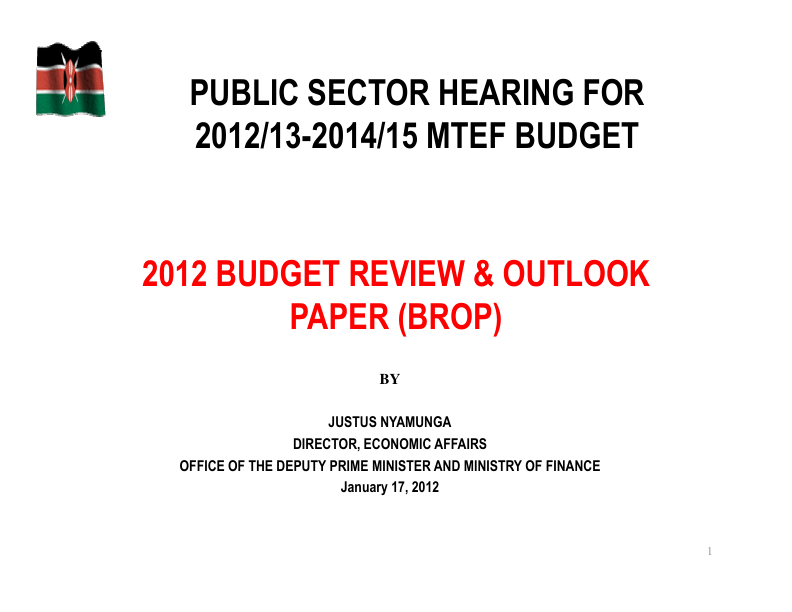 PUBLIC SECTOR HEARING FOR
2012/13-2014/15 MTEF BUDGET
2012 BUDGET REVIEW & OUTLOOK
PAPER (BROP)
BY
JUSTUS NYAMUNGA
DIRECTOR, ECONOMIC AFFAIRS
OFFICE OF THE DEPUTY PRIME MINISTER AND MINISTRY OF FINANCE
January 17, 2012
1